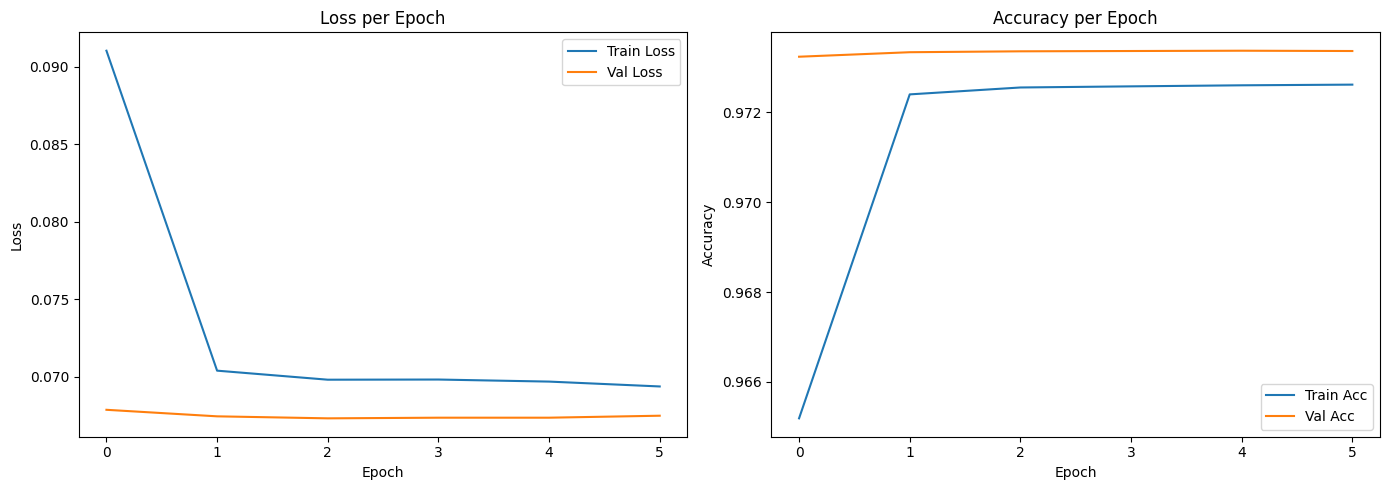 Loss per Epoch
Train Loss
Val Loss
0.090
0.085
0.080
0.075
0.070
Loss
0
1
2
3
4
5
Epoch
Accuracy per Epoch
0.972
0.970
0.968
0.966
Accuracy
Train Acc
Val Acc
0
1
2
3
4
5
Epoch